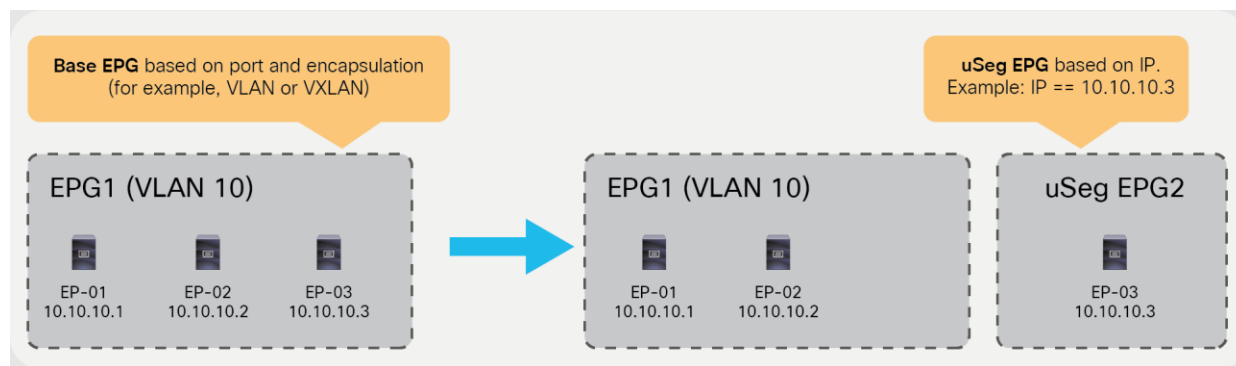 Base EPG based on port and encapsulation
(for example, VLAN or VXLAN)
uSeg EPG based on IP.
Example: IP == 10.10.10.3
EPG1 (VLAN 10)
EP-01
10.10.10.1
EP-02
10.10.10.2
EP-03
10.10.10.3
EPG1 (VLAN 10)
EP-01
10.10.10.1
EP-02
10.10.10.2
uSeg EPG2
EP-03
10.10.10.3